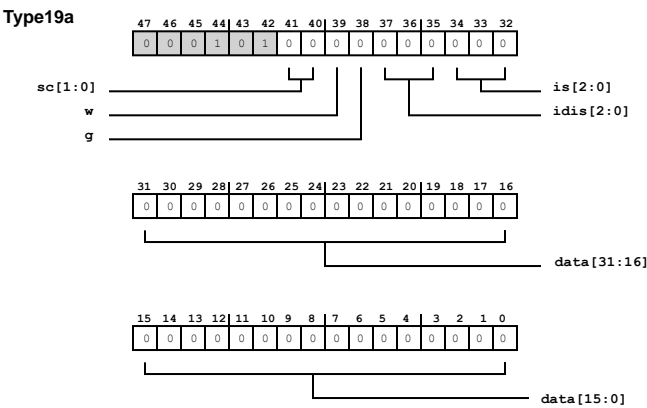 Type19a
47 46 45 44 43 42 41 40 39 38 37 36 35 34 33 32
0 0 0 1 0 1 0 0 0 0 0 0 0 0 0 0
sc[1:0] is[2:0]
w idis[2:0]
g
31 30 29 28 27 26 25 24 23 22 21 20 19 18 17 16
0 0 0 0 0 0 0 0 0 0 0 0 0 0 0 0
data[31:16]
15 14 13 12 11 10 9 8 7 6 5 4 3 2 1 0
0 0 0 0 0 0 0 0 0 0 0 0 0 0 0 0
data[15:0]